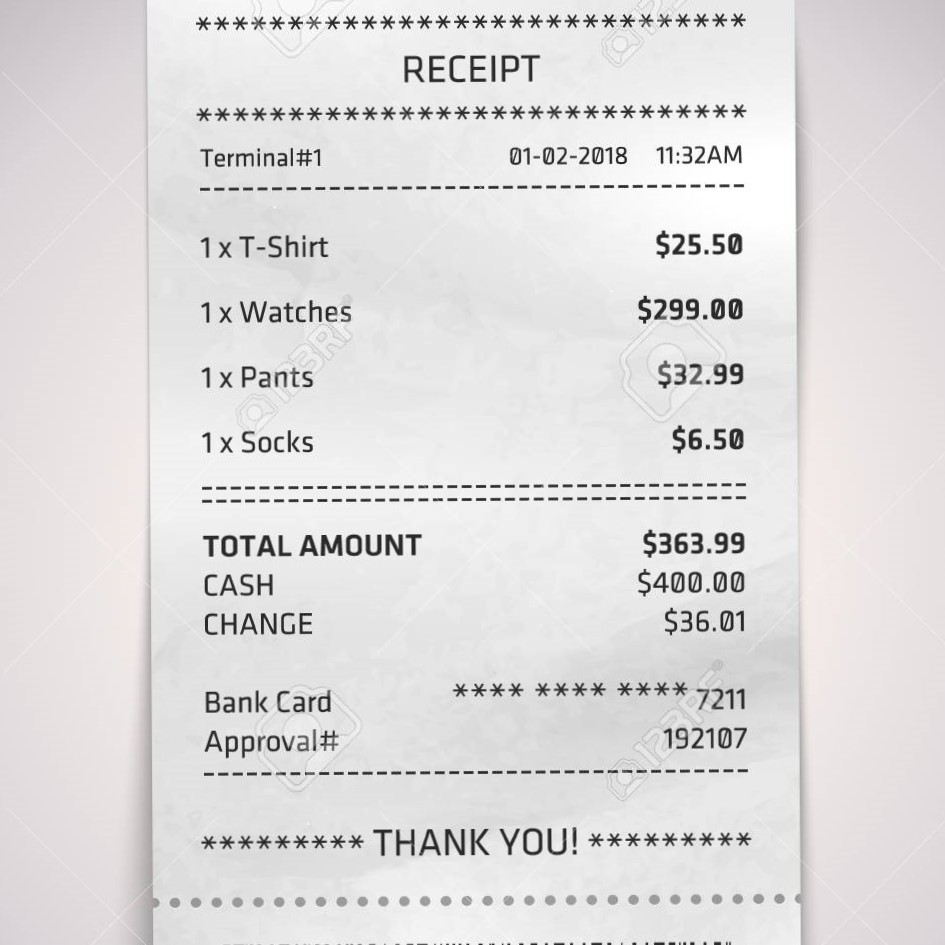 ******************************
RECEIPT
******************************
Terminal#1 01-02-2018 11:32AM
1 x T-Shirt $25.50
1 x Watches $299.00
1 x Pants $32.99
1 x Socks $6.50
TOTAL AMOUNT $363.99
CASH $400.00
CHANGE $36.01
Bank Card **** **** **** 7211
Approval# 192107
********* THANK YOU! *********
123RF
123RF